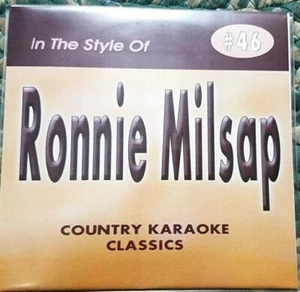 In The Style Of
#46
Ronnie Milsap
COUNTRY KARAOKE
CLASSICS